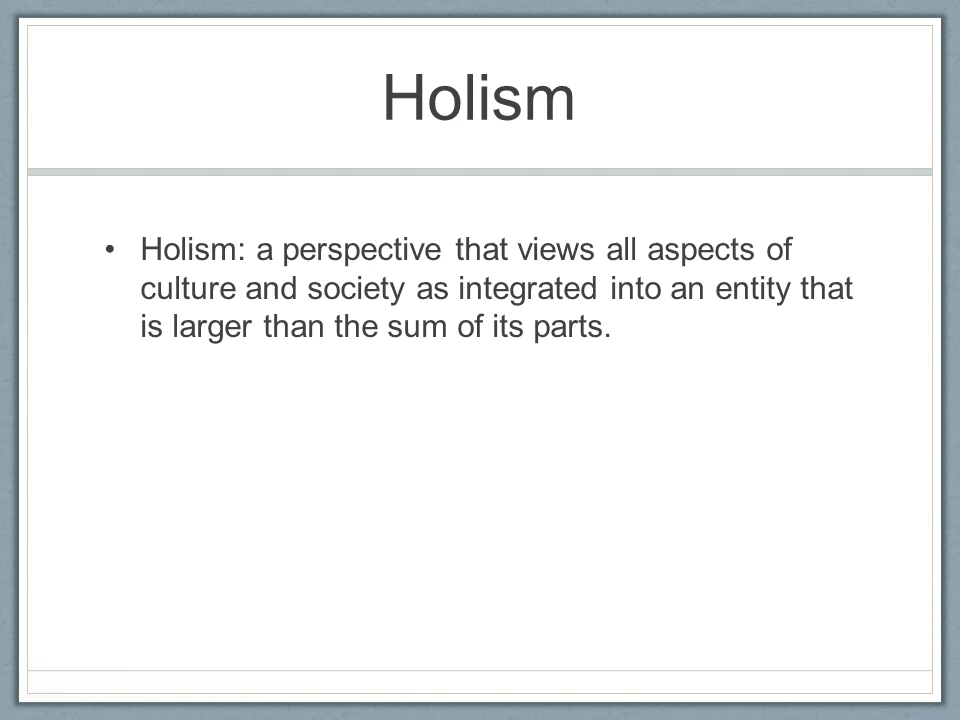 Holism
• Holism: a perspective that views all aspects of
culture and society as integrated into an entity that
is larger than the sum of its parts.